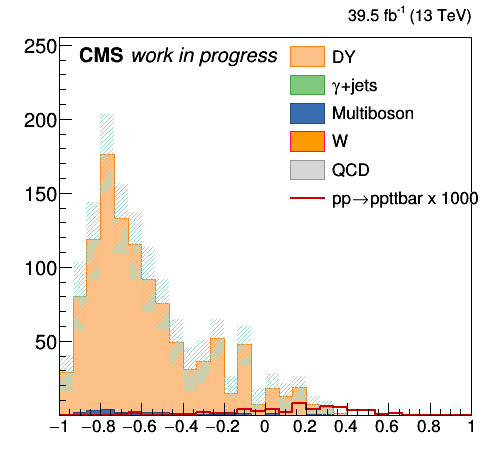 39.5 fb⁻¹ (13 TeV)
CMS work in progress
DY
γ+jets
Multiboson
W
QCD
pp→ppttbar x 1000
250
200
150
100
50
−1 −0.8 −0.6 −0.4 −0.2 0 0.2 0.4 0.6 0.8 1